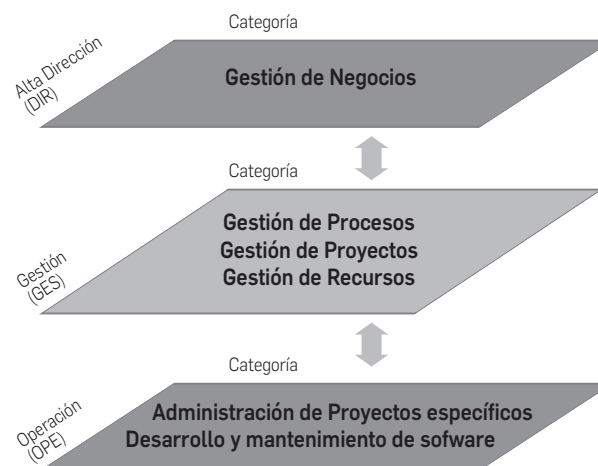 Categoría
Alta Dirección
(DIR)
Gestión de Negocios
Categoría
Gestión
(GES)
Gestión de Procesos
Gestión de Proyectos
Gestión de Recursos
Categoría
Operación
(OPE)
Administración de Proyectos específicos
Desarrollo y mantenimiento de sofware